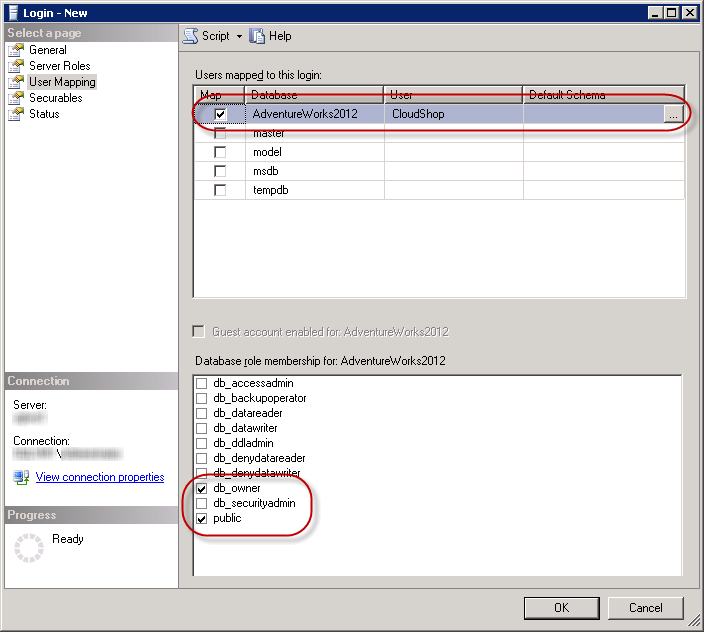 Login - New
Select a page
General
Server Roles
User Mapping
Securables
Status
Script Help
Users mapped to this login:
Map Database User Default Schema
AdventureWorks2012 CloudShop ...
master
model
msdb
tempdb
Guest account enabled for: AdventureWorks2012
Database role membership for: AdventureWorks2012
db_accessadmin
db_backupoperator
db_datareader
db_datawriter
db_ddladmin
db_denydatareader
db_denydatawriter
db_owner
db_securityadmin
public
Connection
Server:
Connection:
\
View connection properties
Progress
Ready
OK Cancel